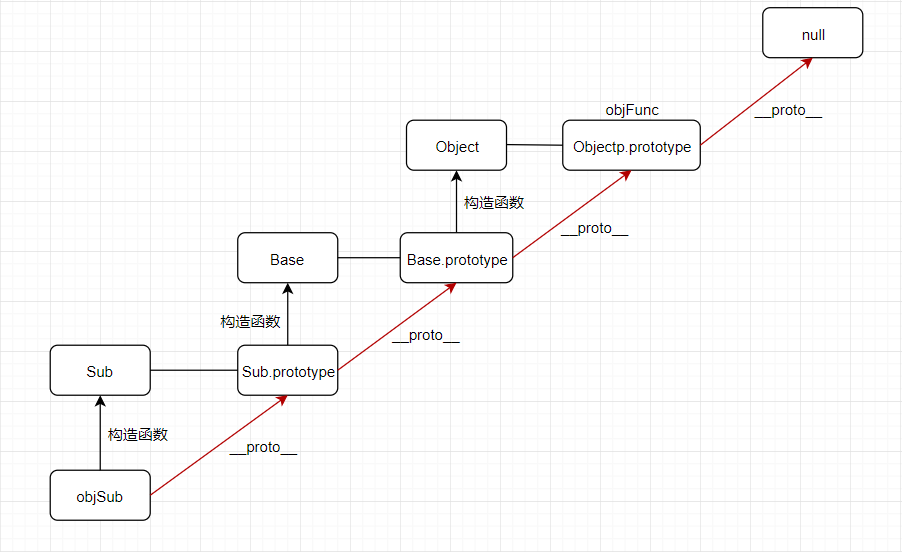 null
objFunc
__proto__
Object
Objectp.prototype
构造函数
__proto__
Base
Base.prototype
构造函数
__proto__
Sub
Sub.prototype
构造函数
__proto__
objSub